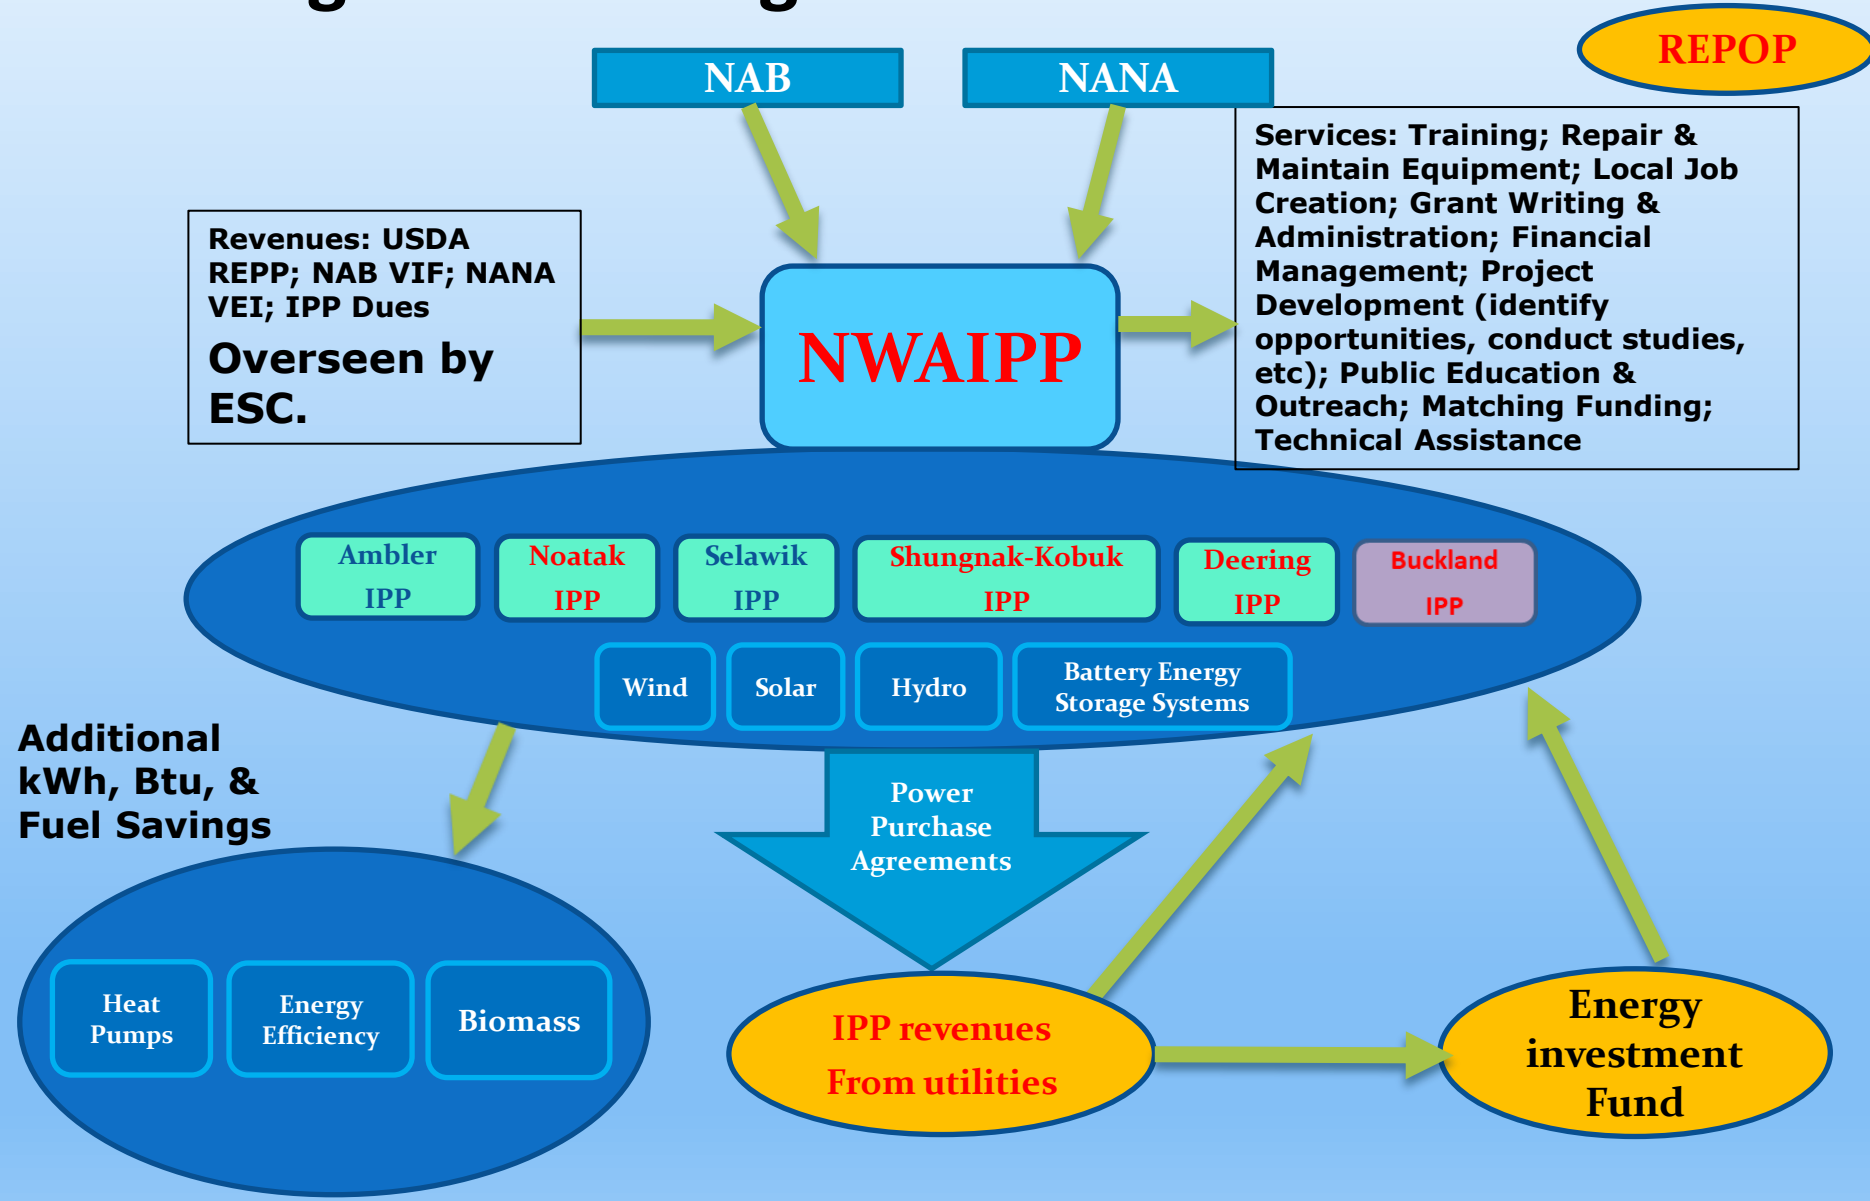 REPOP
NAB
NANA
Services: Training; Repair &
Maintain Equipment; Local Job
Creation; Grant Writing &
Administration; Financial
Management; Project
Development (identify
opportunities, conduct studies,
etc); Public Education &
Outreach; Matching Funding;
Technical Assistance
Revenues: USDA
REPP; NAB VIF; NANA
VEI; IPP Dues
Overseen by
ESC.
NWAIPP
Ambler
IPP
Noatak
IPP
Selawik
IPP
Shungnak-Kobuk
IPP
Deering
IPP
Buckland
IPP
Wind
Solar
Hydro
Battery Energy
Storage Systems
Additional
kWh, Btu, &
Fuel Savings
Power
Purchase
Agreements
Heat
Pumps
Energy
Efficiency
Biomass
IPP revenues
From utilities
Energy
investment
Fund